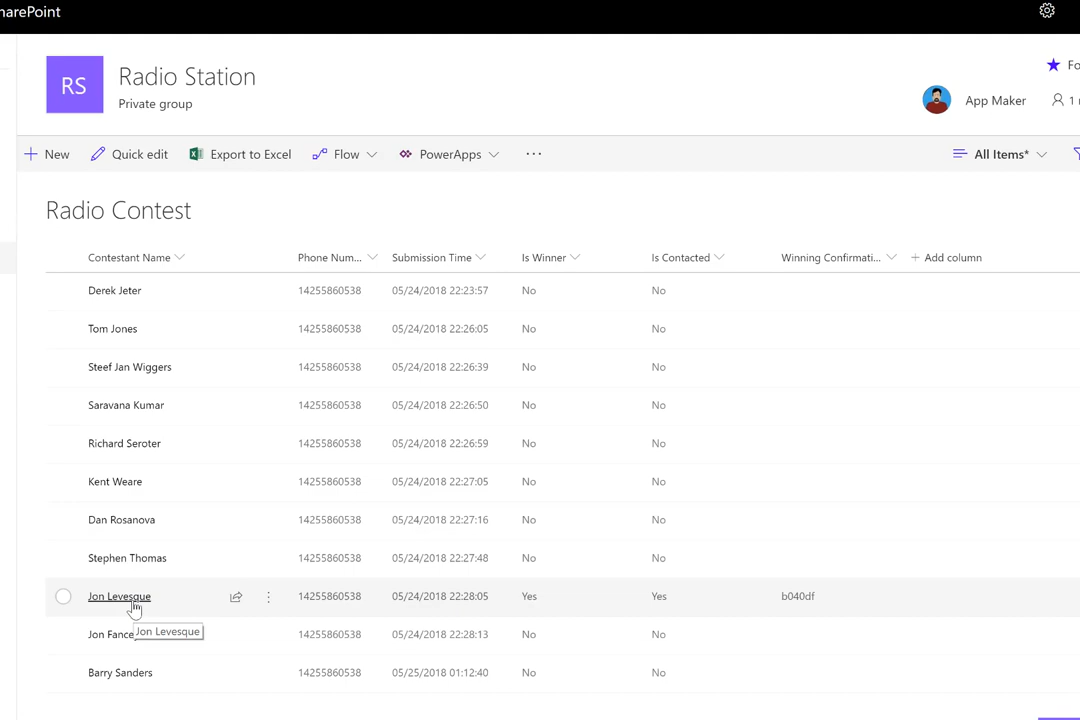 harePoint
RS
Radio Station
Private group
Fo
App Maker
1
New
Quick edit
Export to Excel
Flow
PowerApps
...
All Items*
Radio Contest
Contestant Name
Phone Num...
Submission Time
Is Winner
Is Contacted
Winning Confirmati...
+ Add column
Derek Jeter 14255860538 05/24/2018 22:23:57 No No
Tom Jones 14255860538 05/24/2018 22:26:05 No No
Steef Jan Wiggers 14255860538 05/24/2018 22:26:39 No No
Saravana Kumar 14255860538 05/24/2018 22:26:50 No No
Richard Seroter 14255860538 05/24/2018 22:26:59 No No
Kent Weare 14255860538 05/24/2018 22:27:05 No No
Dan Rosanova 14255860538 05/24/2018 22:27:16 No No
Stephen Thomas 14255860538 05/24/2018 22:27:48 No No
Jon Levesque 14255860538 05/24/2018 22:28:05 Yes Yes b040df
Jon Levesque
Jon Fance 14255860538 05/24/2018 22:28:13 No No
Barry Sanders 14255860538 05/25/2018 01:12:40 No No